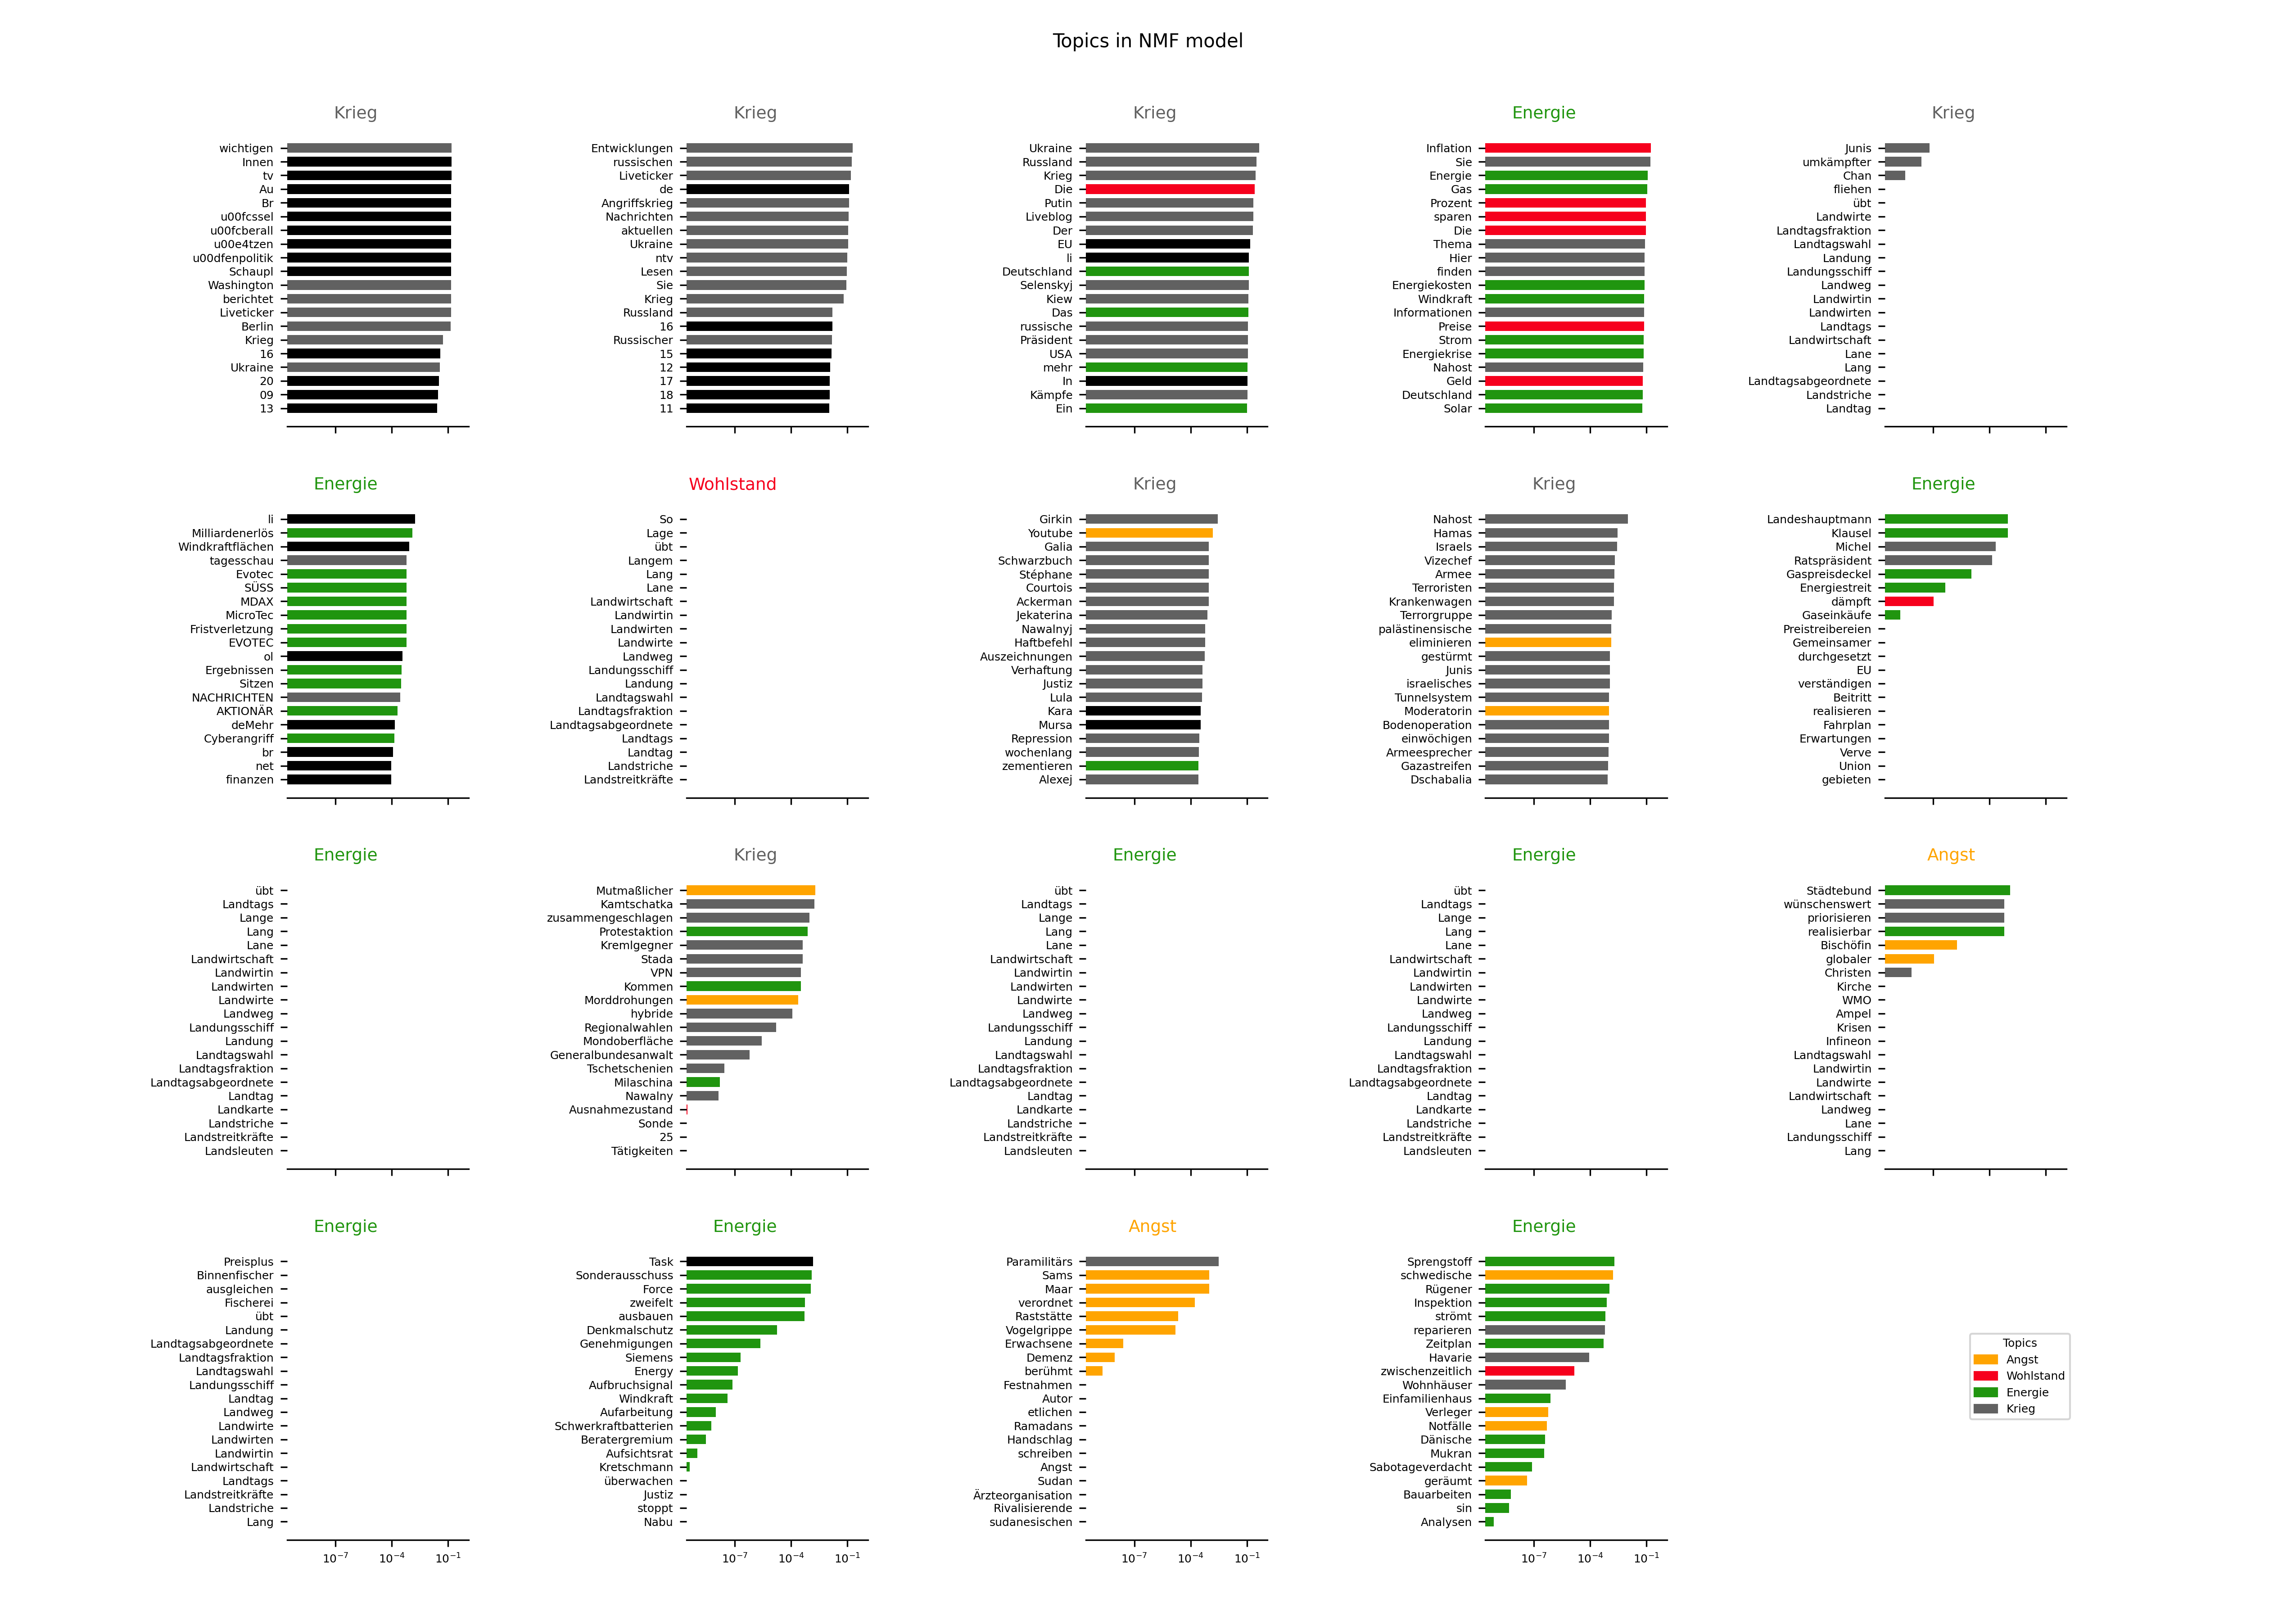 Topics in NMF model
Krieg
wichtigen
Innen
tv
Au
Br
u00fcssel
u00fcberall
u00e4tzen
u00dfenpolitik
Schaupl
Washington
berichtet
Liveticker
Berlin
Krieg
16
Ukraine
20
09
13
Krieg
Entwicklungen
russischen
Liveticker
de
Angriffskrieg
Nachrichten
aktuellen
Ukraine
ntv
Lesen
Sie
Krieg
Russland
16
Russischer
15
12
17
18
11
Krieg
Ukraine
Russland
Krieg
Die
Putin
Liveblog
Der
EU
li
Deutschland
Selenskyj
Kiew
Das
russische
Präsident
USA
mehr
In
Kämpfe
Ein
Energie
Inflation
Sie
Energie
Gas
Prozent
sparen
Die
Thema
Hier
finden
Energiekosten
Windkraft
Informationen
Preise
Strom
Energiekrise
Nahost
Geld
Deutschland
Solar
Krieg
Junis
umkämpfter
Chan
fliehen
übt
Landwirte
Landtagsfraktion
Landtagswahl
Landung
Landungsschiff
Landweg
Landwirtin
Landwirten
Landtags
Landwirtschaft
Lane
Lang
Landtagsabgeordnete
Landstriche
Landtag
Energie
li
Milliardenerlös
Windkraftflächen
tagesschau
Evotec
SÜSS
MDAX
MicroTec
Fristverletzung
EVOTEC
ol
Ergebnissen
Sitzen
NACHRICHTEN
AKTIONÄR
deMehr
Cyberangriff
br
net
finanzen
Wohlstand
So
Lage
übt
Langem
Lang
Lane
Landwirtschaft
Landwirtin
Landwirten
Landwirte
Landweg
Landungsschiff
Landung
Landtagswahl
Landtagsfraktion
Landtagsabgeordnete
Landtags
Landtag
Landstriche
Landstreitkräfte
Krieg
Girkin
Youtube
Galia
Schwarzbuch
Stéphane
Courtois
Ackerman
Jekaterina
Nawalnyj
Haftbefehl
Auszeichnungen
Verhaftung
Justiz
Lula
Kara
Mursa
Repression
wochenlang
zementieren
Alexej
Krieg
Nahost
Hamas
Israels
Vizechef
Armee
Terroristen
Krankenwagen
Terrorgruppe
palästinensische
eliminieren
gestürmt
Junis
israelisches
Tunnelsystem
Moderatorin
Bodenoperation
einwöchigen
Armeesprecher
Gazastreifen
Dschabalia
Energie
Landeshauptmann
Klausel
Michel
Ratspräsident
Gaspreisdeckel
Energiestreit
dämpft
Gaseinkäufe
Preistreibereien
Gemeinsamer
durchgesetzt
EU
verständigen
Beitritt
realisieren
Fahrplan
Erwartungen
Verve
Union
gebieten
Energie
übt
Landtags
Lange
Lang
Lane
Landwirtschaft
Landwirtin
Landwirten
Landwirte
Landweg
Landungsschiff
Landung
Landtagswahl
Landtagsfraktion
Landtagsabgeordnete
Landtag
Landkarte
Landstriche
Landstreitkräfte
Landsleuten
Krieg
Mutmaßlicher
Kamtschatka
zusammengeschlagen
Protestaktion
Kremlgegner
Stada
VPN
Kommen
Morddrohungen
hybride
Regionalwahlen
Mondoberfläche
Generalbundesanwalt
Tschetschenien
Milaschina
Nawalny
Ausnahmezustand
Sonde
25
Tätigkeiten
Energie
übt
Landtags
Lange
Lang
Lane
Landwirtschaft
Landwirtin
Landwirten
Landwirte
Landweg
Landungsschiff
Landung
Landtagswahl
Landtagsfraktion
Landtagsabgeordnete
Landtag
Landkarte
Landstriche
Landstreitkräfte
Landsleuten
Energie
übt
Landtags
Lange
Lang
Lane
Landwirtschaft
Landwirtin
Landwirten
Landwirte
Landweg
Landungsschiff
Landung
Landtagswahl
Landtagsfraktion
Landtagsabgeordnete
Landtag
Landkarte
Landstriche
Landstreitkräfte
Landsleuten
Angst
Städtebund
wünschenswert
priorisieren
realisierbar
Bischöfin
globaler
Christen
Kirche
WMO
Ampel
Krisen
Infineon
Landtagswahl
Landwirtin
Landwirte
Landwirtschaft
Landweg
Lane
Landungsschiff
Lang
Energie
Preisplus
Binnenfischer
ausgleichen
Fischerei
übt
Landung
Landtagsabgeordnete
Landtagsfraktion
Landtagswahl
Landungsschiff
Landtag
Landweg
Landwirte
Landwirten
Landwirtin
Landwirtschaft
Landtags
Landstreitkräfte
Landstriche
Lang
10⁻⁷ 10⁻⁴ 10⁻¹
Energie
Task
Sonderausschuss
Force
zweifelt
ausbauen
Denkmalschutz
Genehmigungen
Siemens
Energy
Aufbruchsignal
Windkraft
Aufarbeitung
Schwerkraftbatterien
Beratergremium
Aufsichtsrat
Kretschmann
überwachen
Justiz
stoppt
Nabu
10⁻⁷ 10⁻⁴ 10⁻¹
Angst
Paramilitärs
Sams
Maar
verordnet
Raststätte
Vogelgrippe
Erwachsene
Demenz
berühmt
Festnahmen
Autor
etlichen
Ramadans
Handschlag
schreiben
Angst
Sudan
Ärzteorganisation
Rivalisierende
sudanesischen
10⁻⁷ 10⁻⁴ 10⁻¹
Energie
Sprengstoff
schwedische
Rügener
Inspektion
strömt
reparieren
Zeitplan
Havarie
zwischenzeitlich
Wohnhäuser
Einfamilienhaus
Verleger
Notfälle
Dänische
Mukran
Sabotageverdacht
geräumt
Bauarbeiten
sin
Analysen
10⁻⁷ 10⁻⁴ 10⁻¹
Topics
Angst
Wohlstand
Energie
Krieg